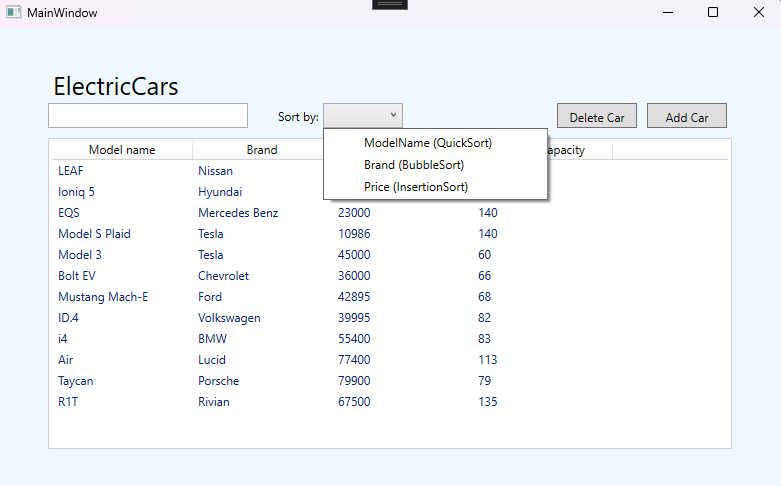 MainWindow
ElectricCars
Sort by:
Delete Car
Add Car
ModelName (QuickSort)
Brand (BubbleSort)
Price (InsertionSort)
Model name Brand
LEAF Nissan
Ioniq 5 Hyundai
EQS Mercedes Benz 23000 140
Model S Plaid Tesla 10986 140
Model 3 Tesla 45000 60
Bolt EV Chevrolet 36000 66
Mustang Mach-E Ford 42895 68
ID.4 Volkswagen 39995 82
i4 BMW 55400 83
Air Lucid 77400 113
Taycan Porsche 79900 79
R1T Rivian 67500 135